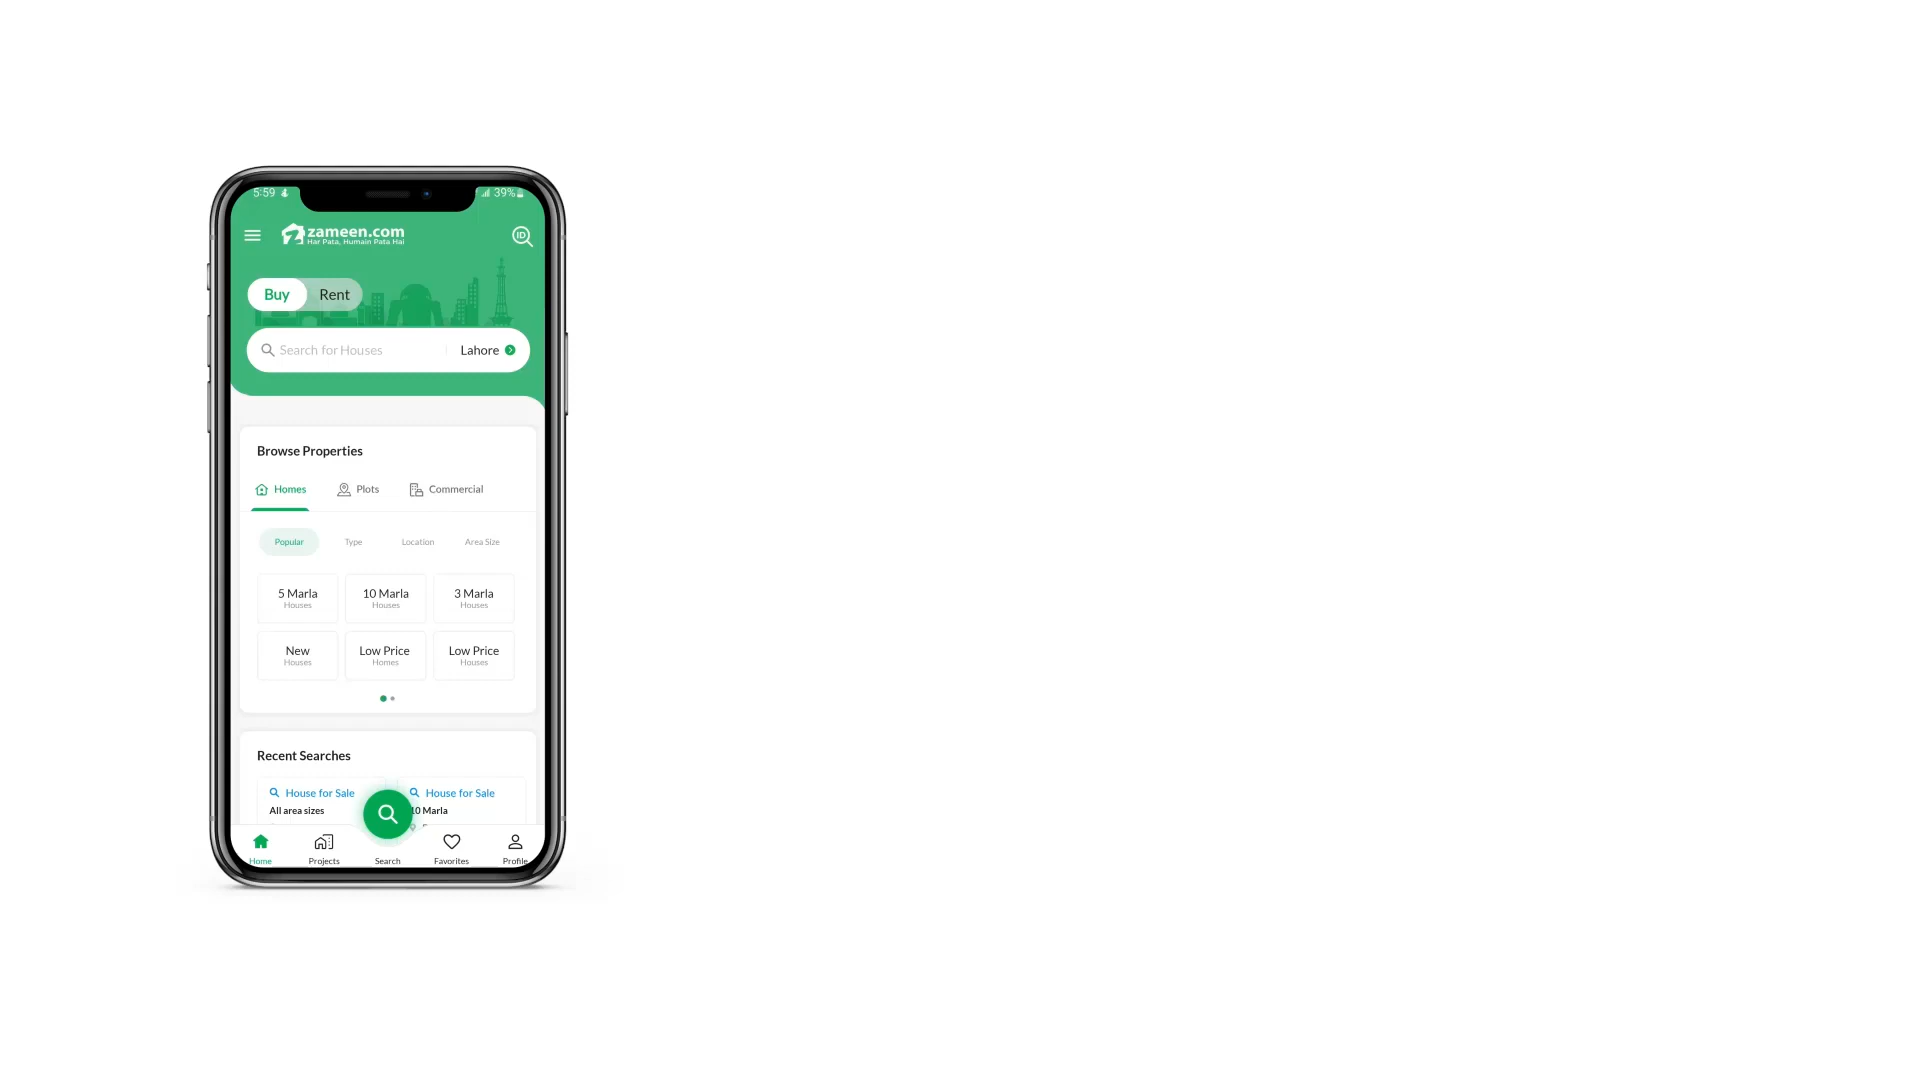 5:59 39%
zameen.com
Har Pata, Humain Pata Hai
ID
Buy Rent
Search for Houses Lahore
Browse Properties
Homes Plots Commercial
Popular Type Location Area Size
5 Marla 10 Marla 3 Marla
Houses Houses Houses
New Low Price Low Price
Houses Homes Houses
Recent Searches
House for Sale House for Sale
All area sizes 10 Marla
Home Projects Search Favorites Profile